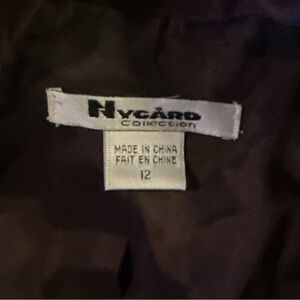 NYGÅRD
Collection
MADE IN CHINA
FAIT EN CHINE
12